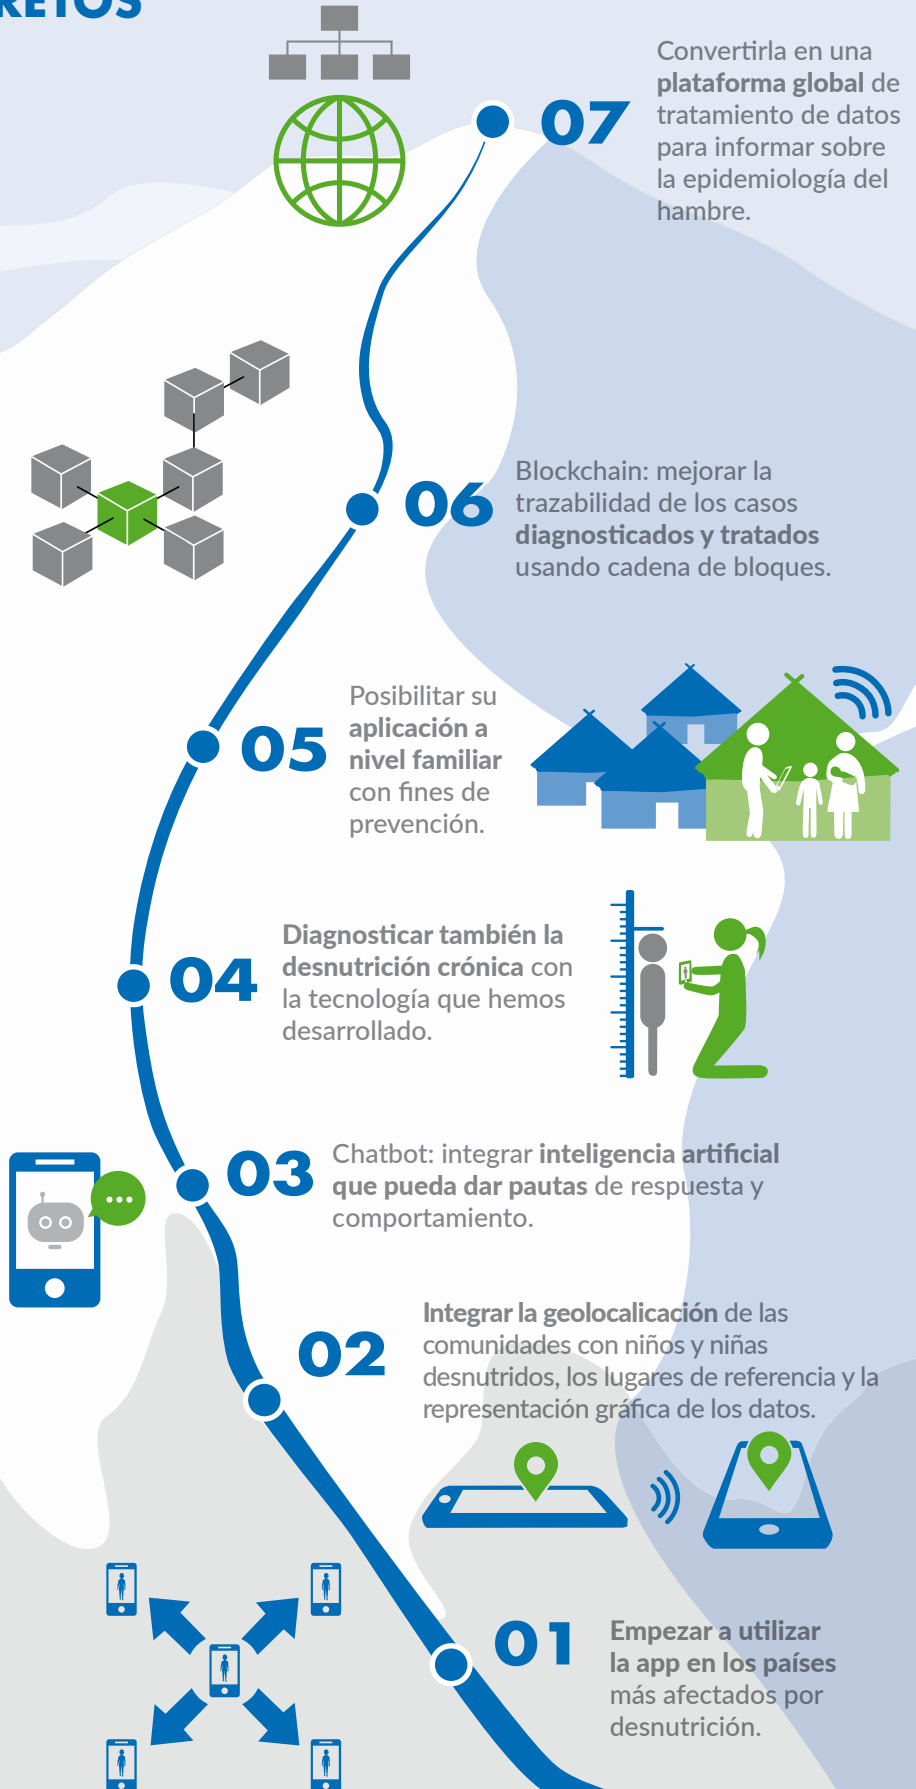 RETOS
07
Convertirla en una
plataforma global de
tratamiento de datos
para informar sobre
la epidemiología del
hambre.
06
Blockchain: mejorar la
trazabilidad de los casos
diagnosticados y tratados
usando cadena de bloques.
05
Posibilitar su
aplicación a
nivel familiar
con fines de
prevención.
04
Diagnosticar también la
desnutrición crónica con
la tecnología que hemos
desarrollado.
03
Chatbot: integrar inteligencia artificial
que pueda dar pautas de respuesta y
comportamiento.
02
Integrar la geolocalicación de las
comunidades con niños y niñas
desnutridos, los lugares de referencia y la
representación gráfica de los datos.
01
Empezar a utilizar
la app en los países
más afectados por
desnutrición.